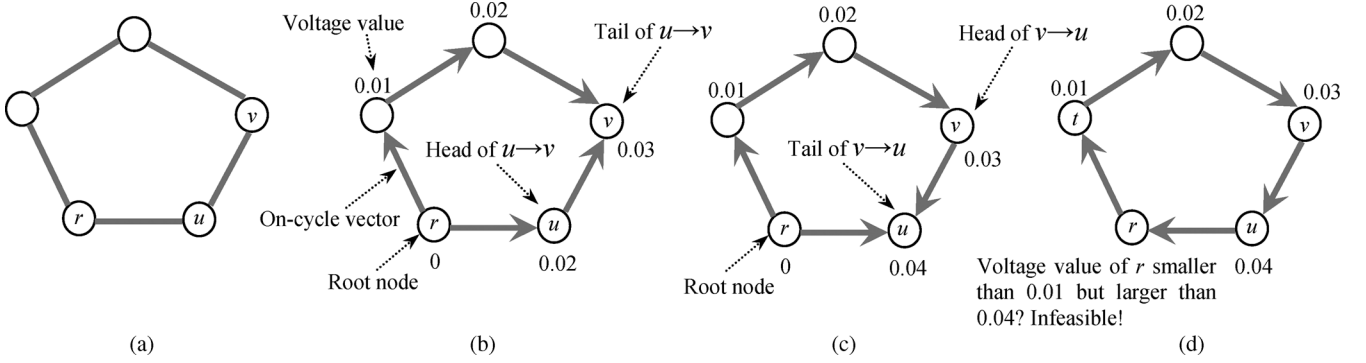 v
r
u
(a)
Voltage value
0.02
Tail of u→v
0.01
v
Head of u→v
0.03
On-cycle vector
r
u
0
0.02
Root node
(b)
0.02
Head of v→u
0.01
v
Tail of v→u
0.03
r
u
0
0.04
Root node
(c)
0.02
0.01
0.03
t
v
r
u
Voltage value of r smaller
0.04
than 0.01 but larger than
0.04? Infeasible!
(d)